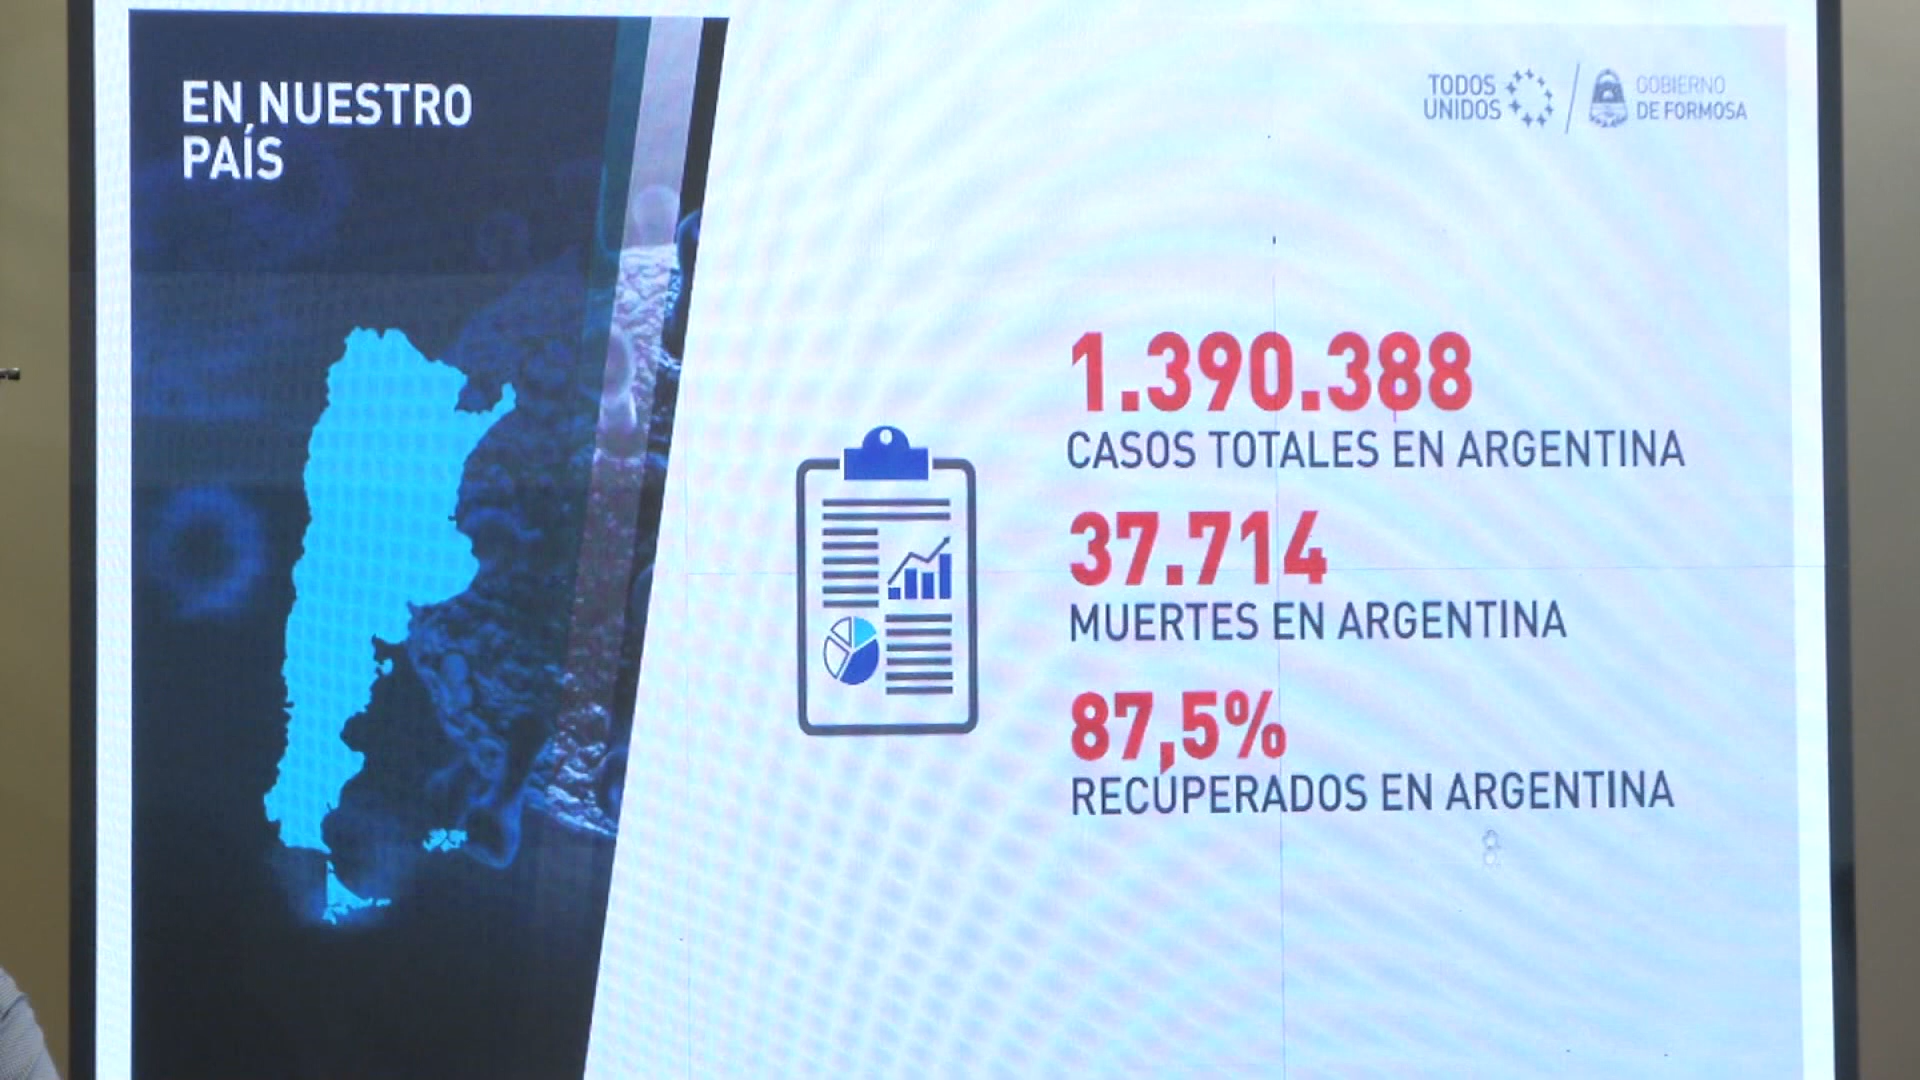 EN NUESTRO
PAÍS
TODOS
UNIDOS
GOBIERNO
DE FORMOSA
1.390.388
CASOS TOTALES EN ARGENTINA
37.714
MUERTES EN ARGENTINA
87,5%
RECUPERADOS EN ARGENTINA